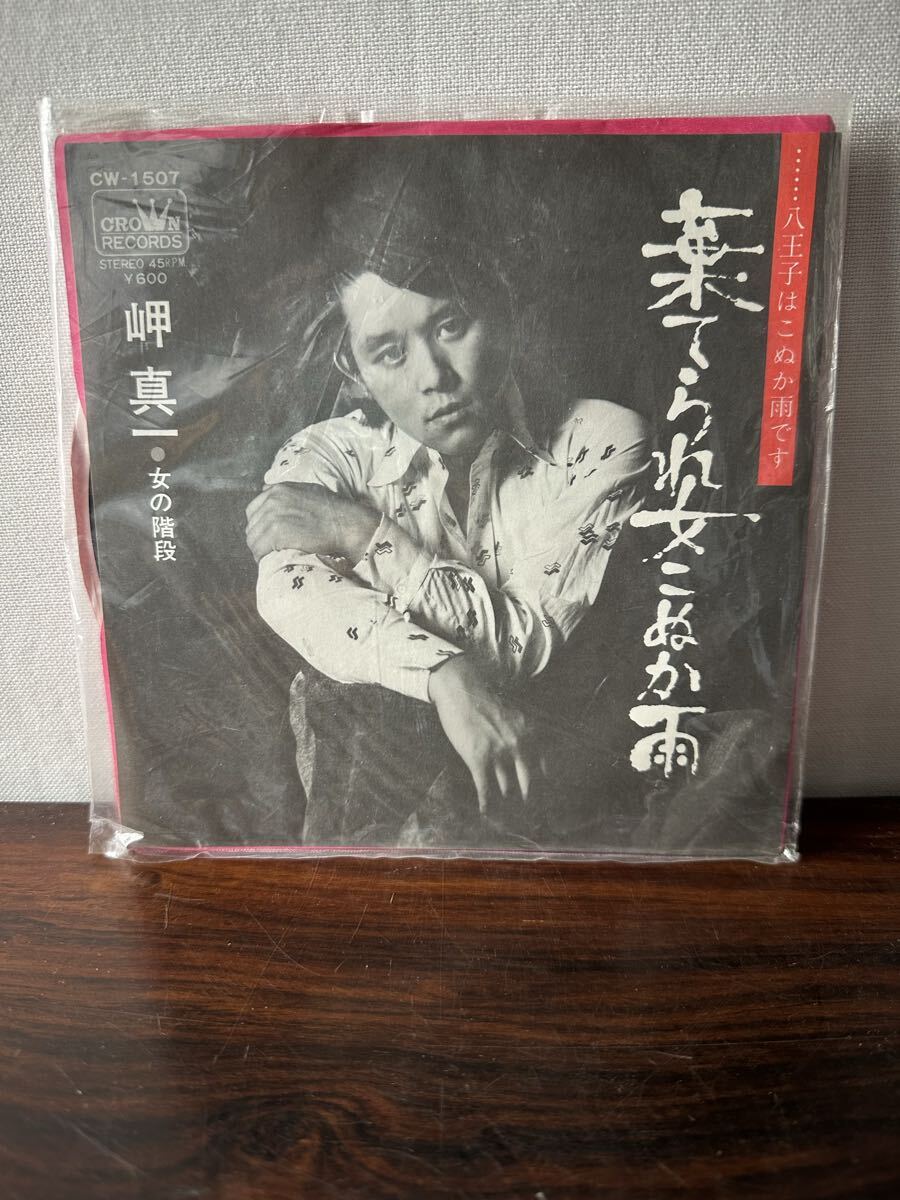 ……八王子はこぬか雨です
棄てられ女こぬか雨
CW-1507
CROWN
RECORDS
STEREO 45RPM
¥600
岬 真一
●女の階段